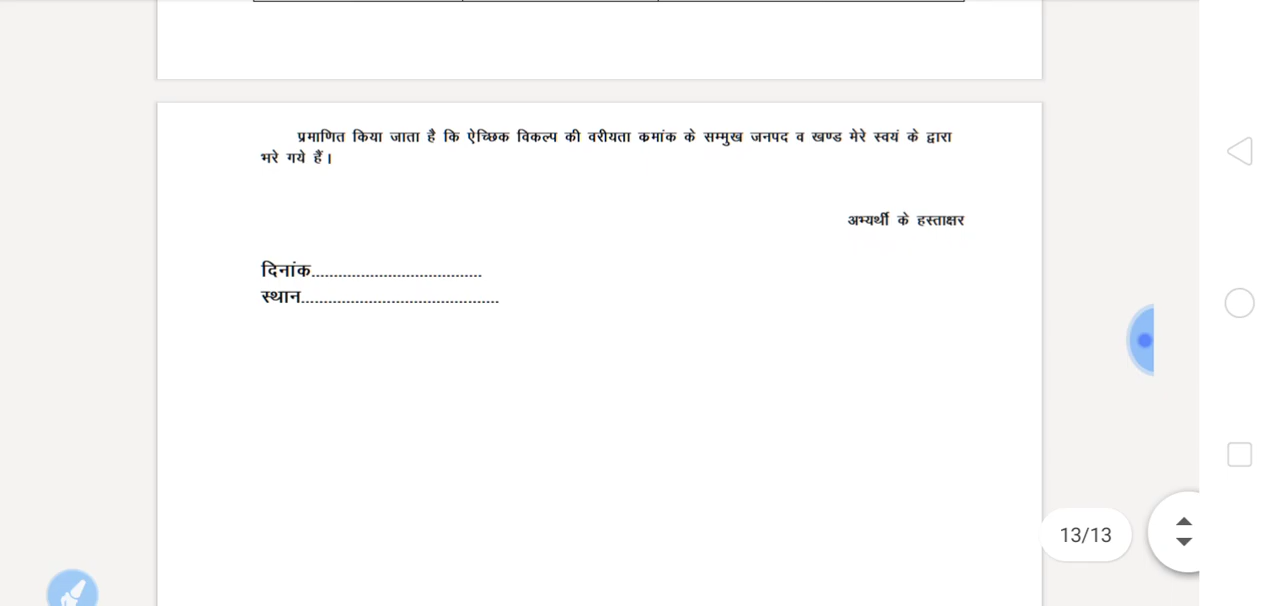 प्रमाणित किया जाता है कि ऐच्छिक विकल्प की वरीयता कमांक के सम्मुख जनपद व खण्ड मेरे स्वयं के द्वारा
भरे गये हैं।
अभ्यर्थी के हस्ताक्षर
दिनांक......................................
स्थान............................................
13/13